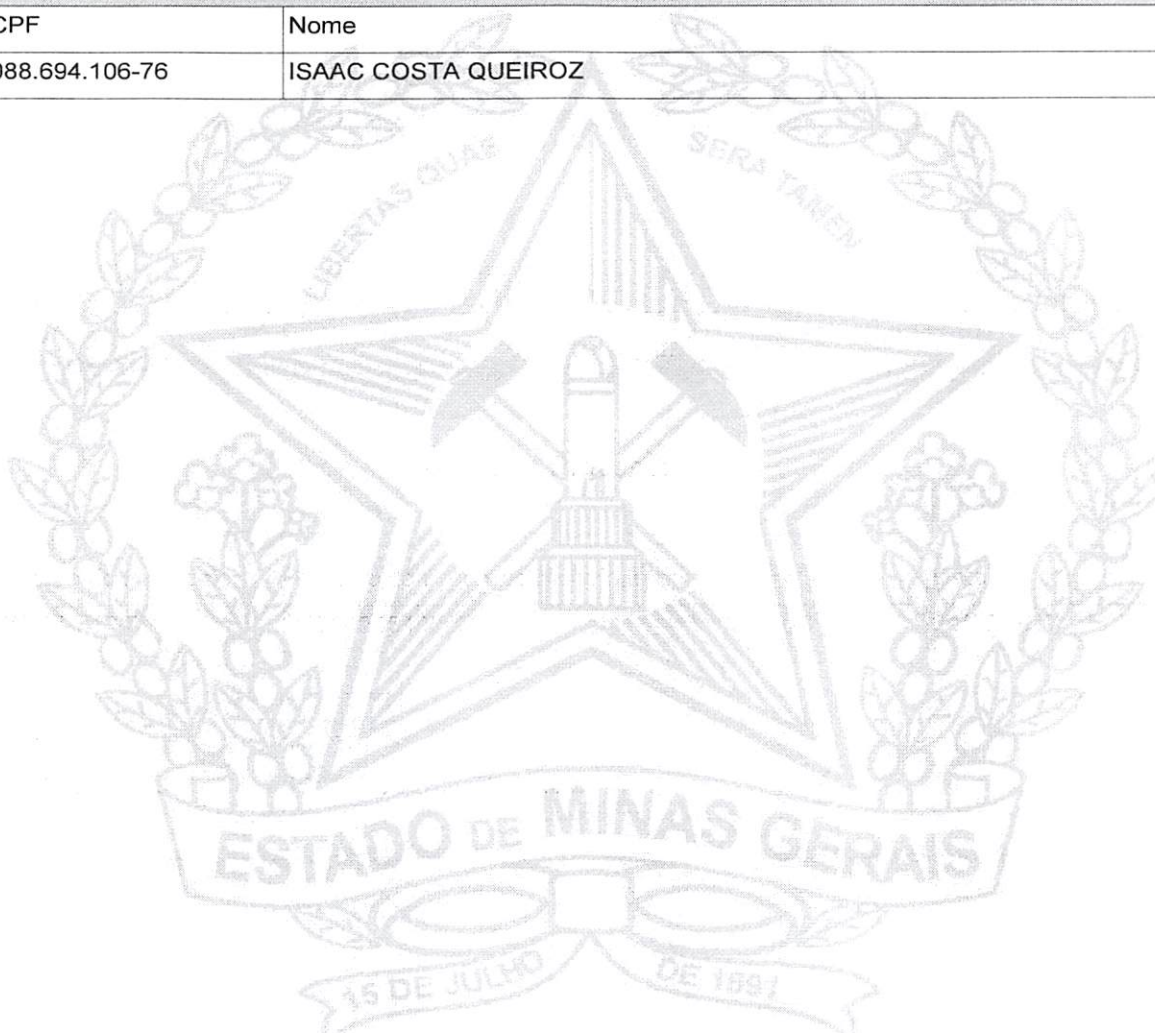 CPF Nome
088.694.106-76 ISAAC COSTA QUEIROZ
LIBERTAS QUAE SERA TAMEN
ESTADO DE MINAS GERAIS
15 DE JULHO DE 1891